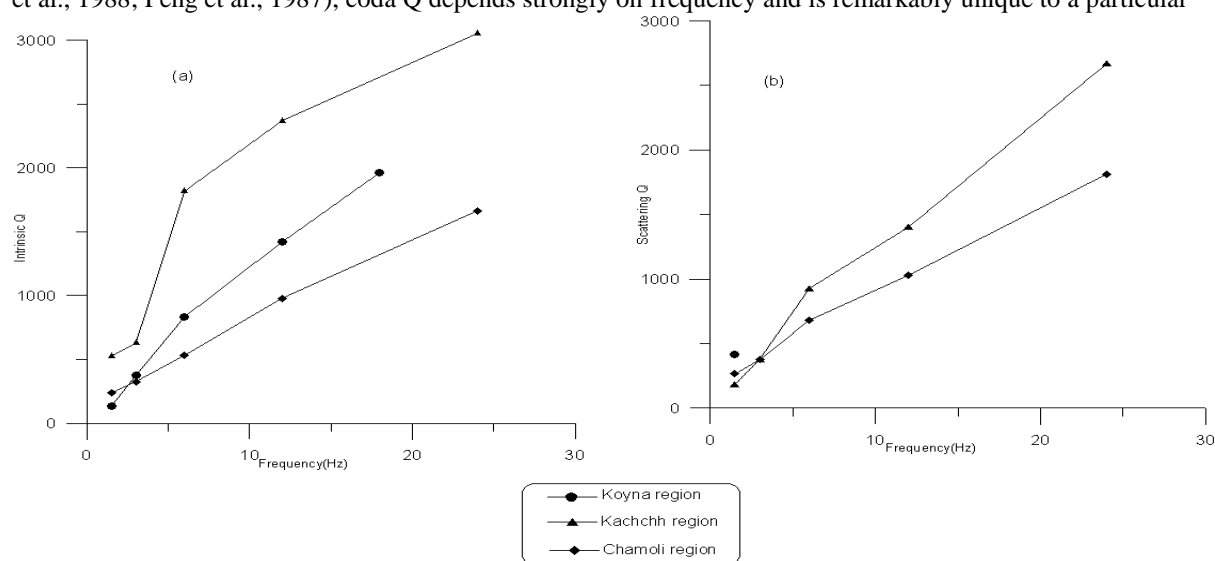 et al., 1988; Peng et al., 1987), coda Q depends strongly on frequency and is remarkably unique to a particular
3000
(a)
2000
Intrinsic Q
1000
0
0
10
20
30
Frequency(Hz)
3000
(b)
2000
Scattering Q
1000
0
0
10
20
30
Frequency(Hz)
Koyna region
Kachchh region
Chamoli region